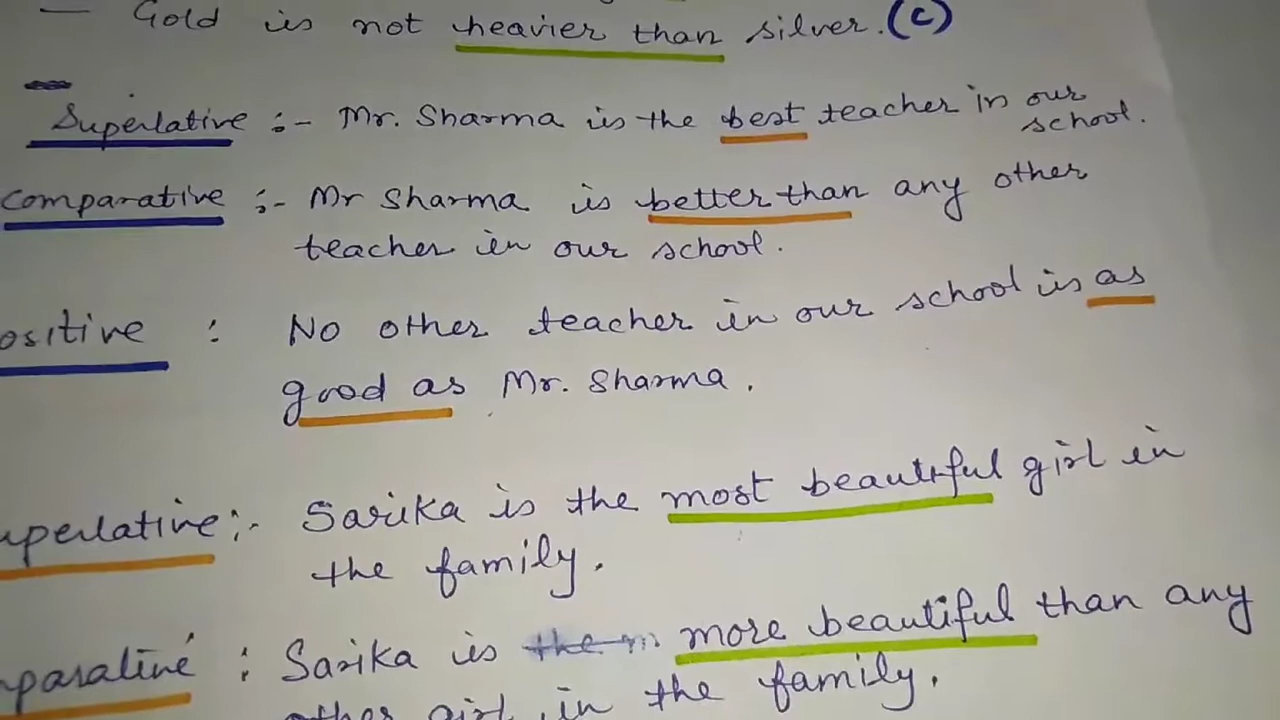 — Gold is not heavier than silver. (C)
Superlative :- Mr. Sharma is the best teacher in our
school.
Comparative :- Mr Sharma is better than any other
teacher in our school.
ositive : No other teacher in our school is as
good as Mr. Sharma.
uperlative :- Sarika is the most beautiful girl in
the family.
parative : Sarika is the m more beautiful than any
other girl in the family.